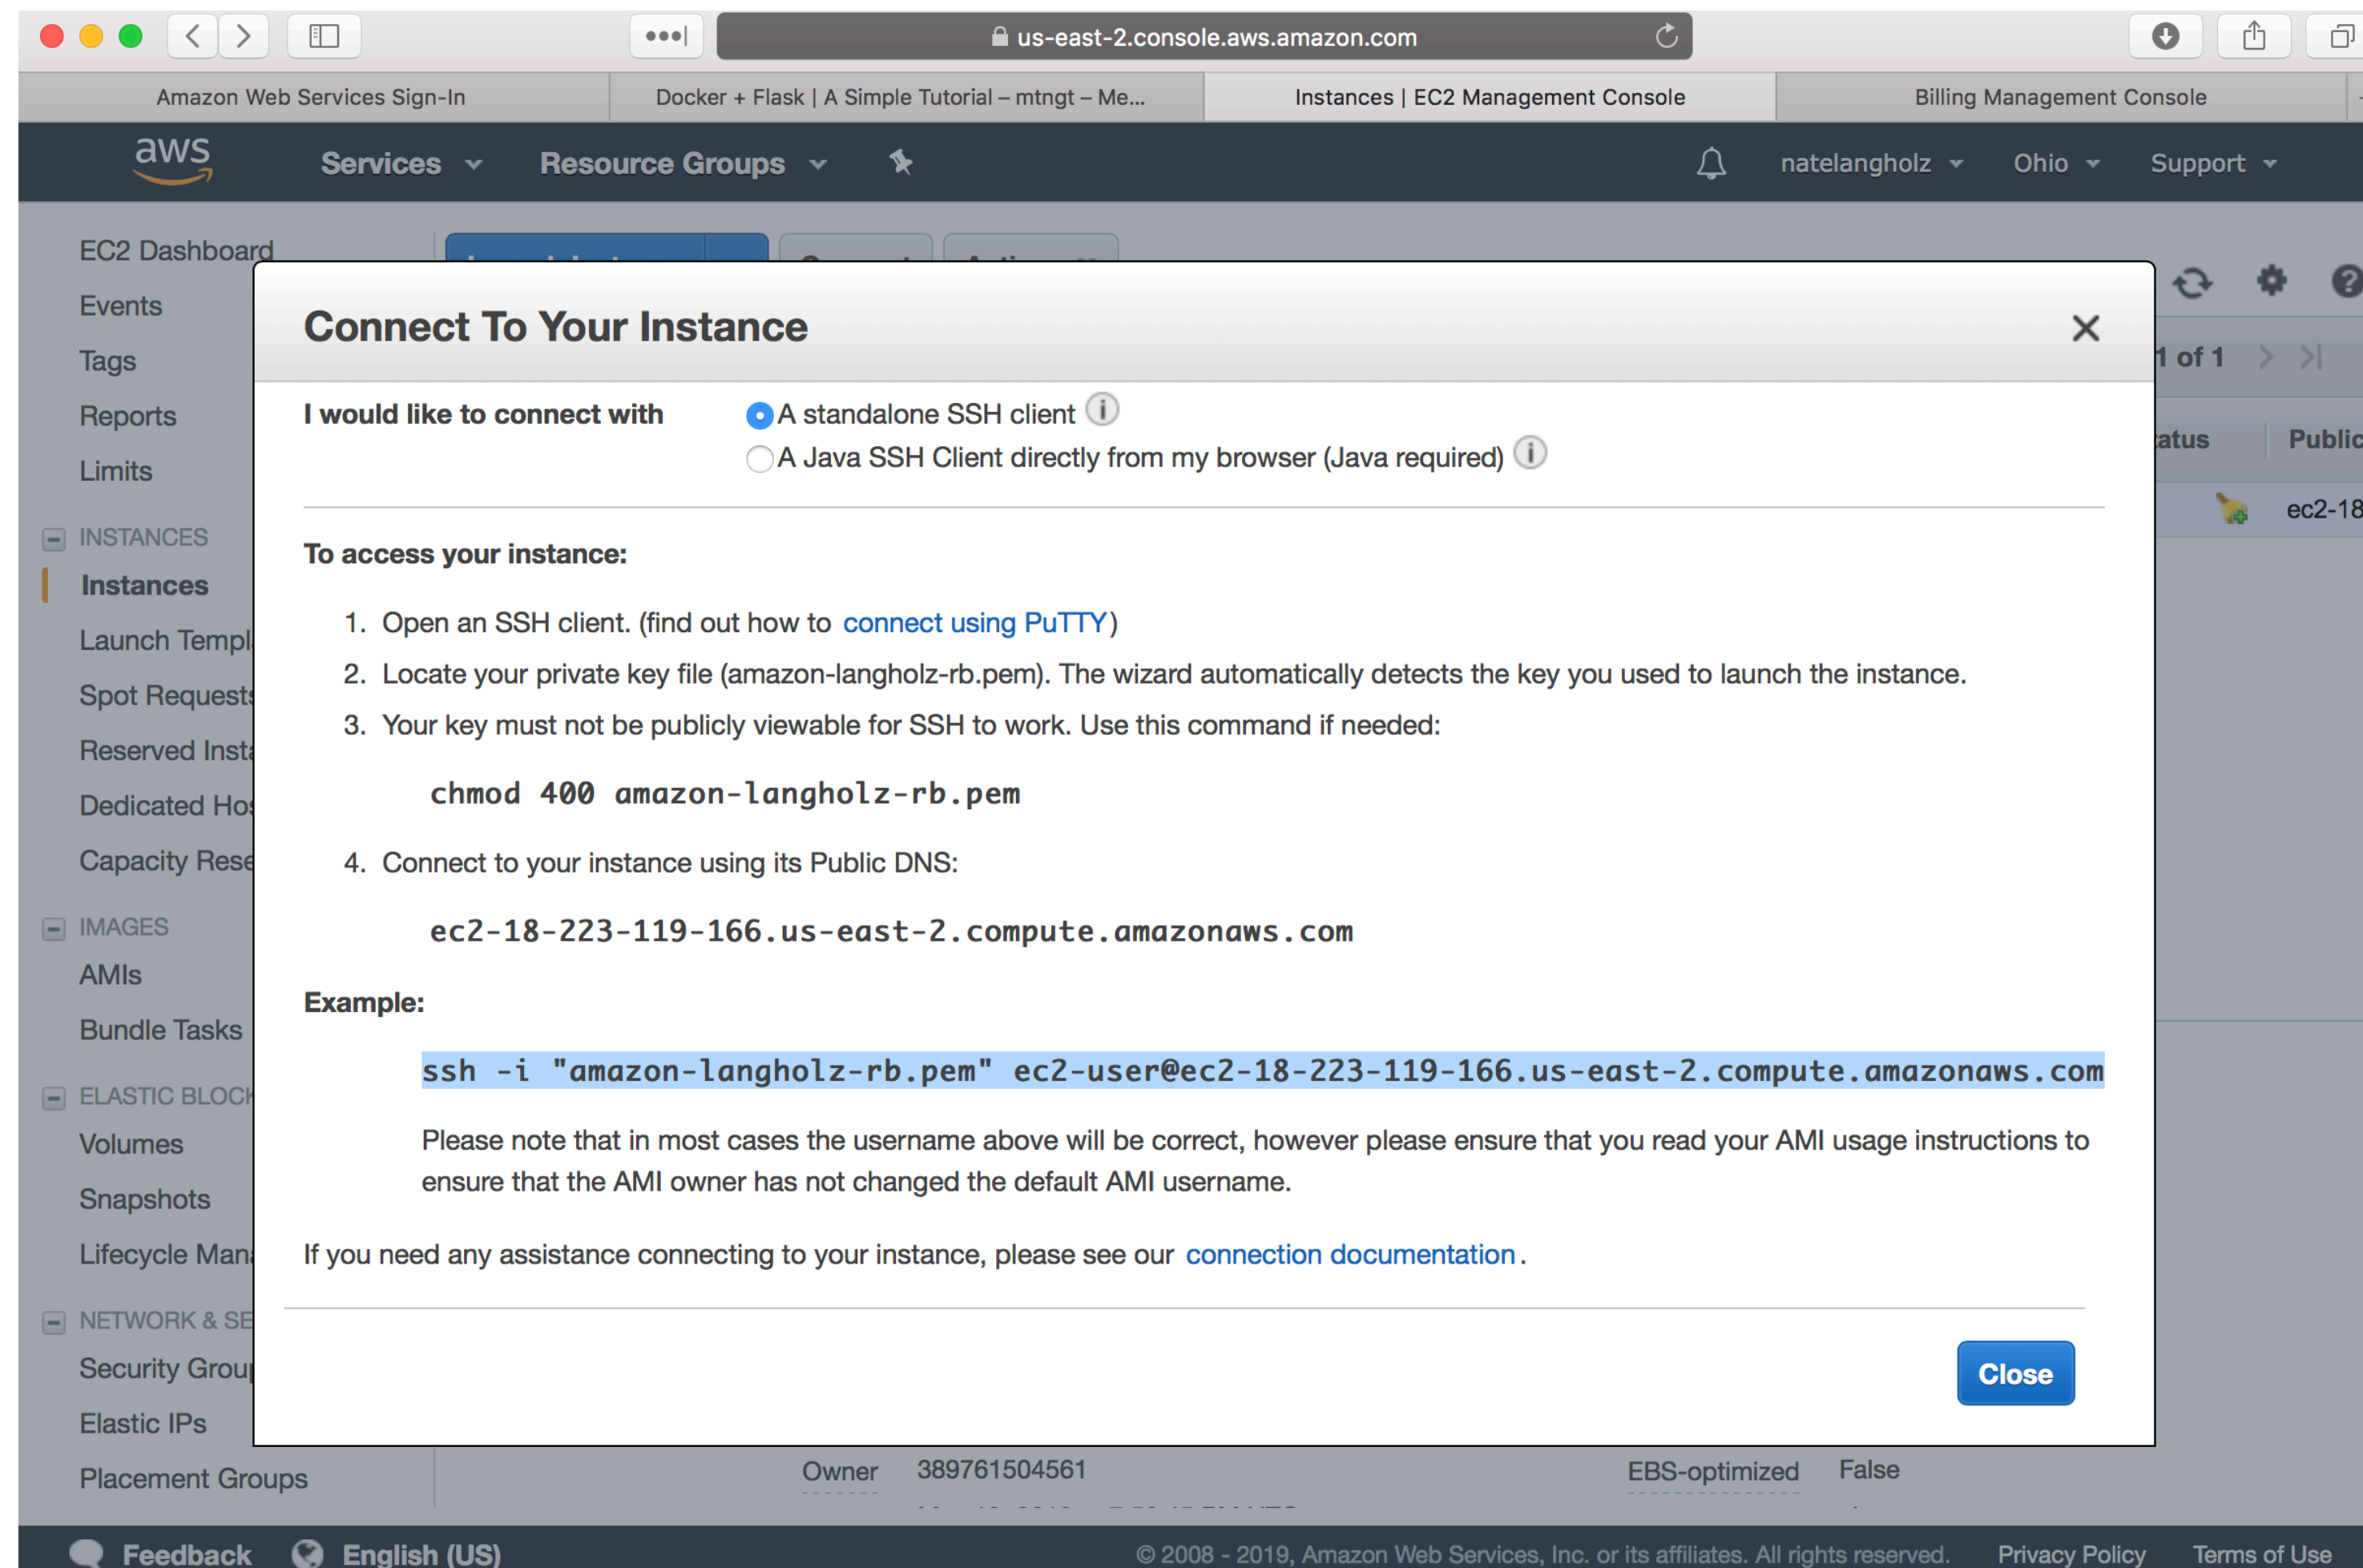 us-east-2.console.aws.amazon.com
Amazon Web Services Sign-In
Docker + Flask | A Simple Tutorial – mtngt – Me...
Instances | EC2 Management Console
Billing Management Console
aws
Services
Resource Groups
natelangholz
Ohio
Support
EC2 Dashboard
Events
Tags
Reports
Limits
INSTANCES
Instances
Launch Templ
Spot Requests
Reserved Insta
Dedicated Hos
Capacity Rese
IMAGES
AMIs
Bundle Tasks
ELASTIC BLOCK
Volumes
Snapshots
Lifecycle Mana
NETWORK & SE
Security Group
Elastic IPs
Placement Groups
1 of 1
tatus
Public
ec2-18
Connect To Your Instance
I would like to connect with
A standalone SSH client
A Java SSH Client directly from my browser (Java required)
To access your instance:
1. Open an SSH client. (find out how to connect using PuTTY)
2. Locate your private key file (amazon-langholz-rb.pem). The wizard automatically detects the key you used to launch the instance.
3. Your key must not be publicly viewable for SSH to work. Use this command if needed:
chmod 400 amazon-langholz-rb.pem
4. Connect to your instance using its Public DNS:
ec2-18-223-119-166.us-east-2.compute.amazonaws.com
Example:
ssh -i "amazon-langholz-rb.pem" ec2-user@ec2-18-223-119-166.us-east-2.compute.amazonaws.com
Please note that in most cases the username above will be correct, however please ensure that you read your AMI usage instructions to
ensure that the AMI owner has not changed the default AMI username.
If you need any assistance connecting to your instance, please see our connection documentation.
Close
Owner 389761504561
EBS-optimized False
Feedback
English (US)
© 2008 - 2019, Amazon Web Services, Inc. or its affiliates. All rights reserved.
Privacy Policy
Terms of Use